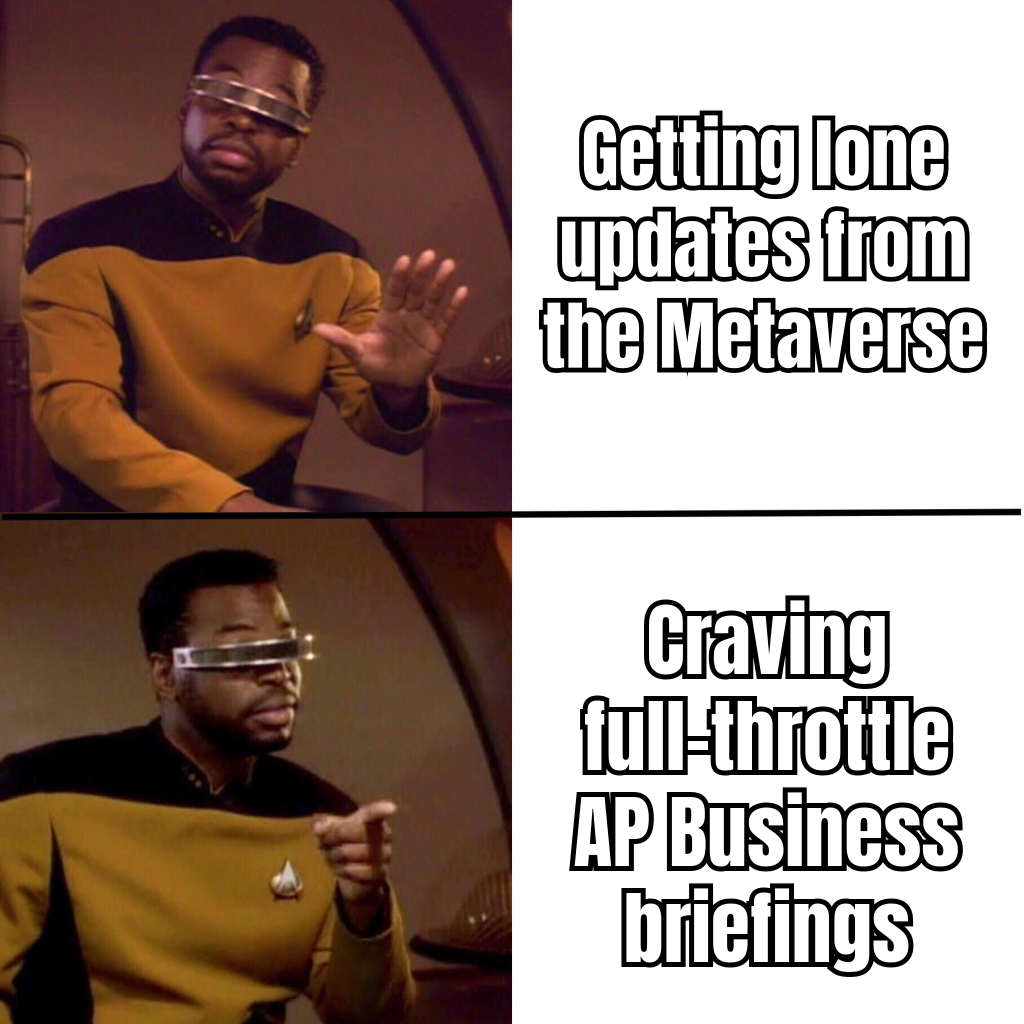 Getting lone
updates from
the Metaverse
Craving
full-throttle
AP Business
briefings